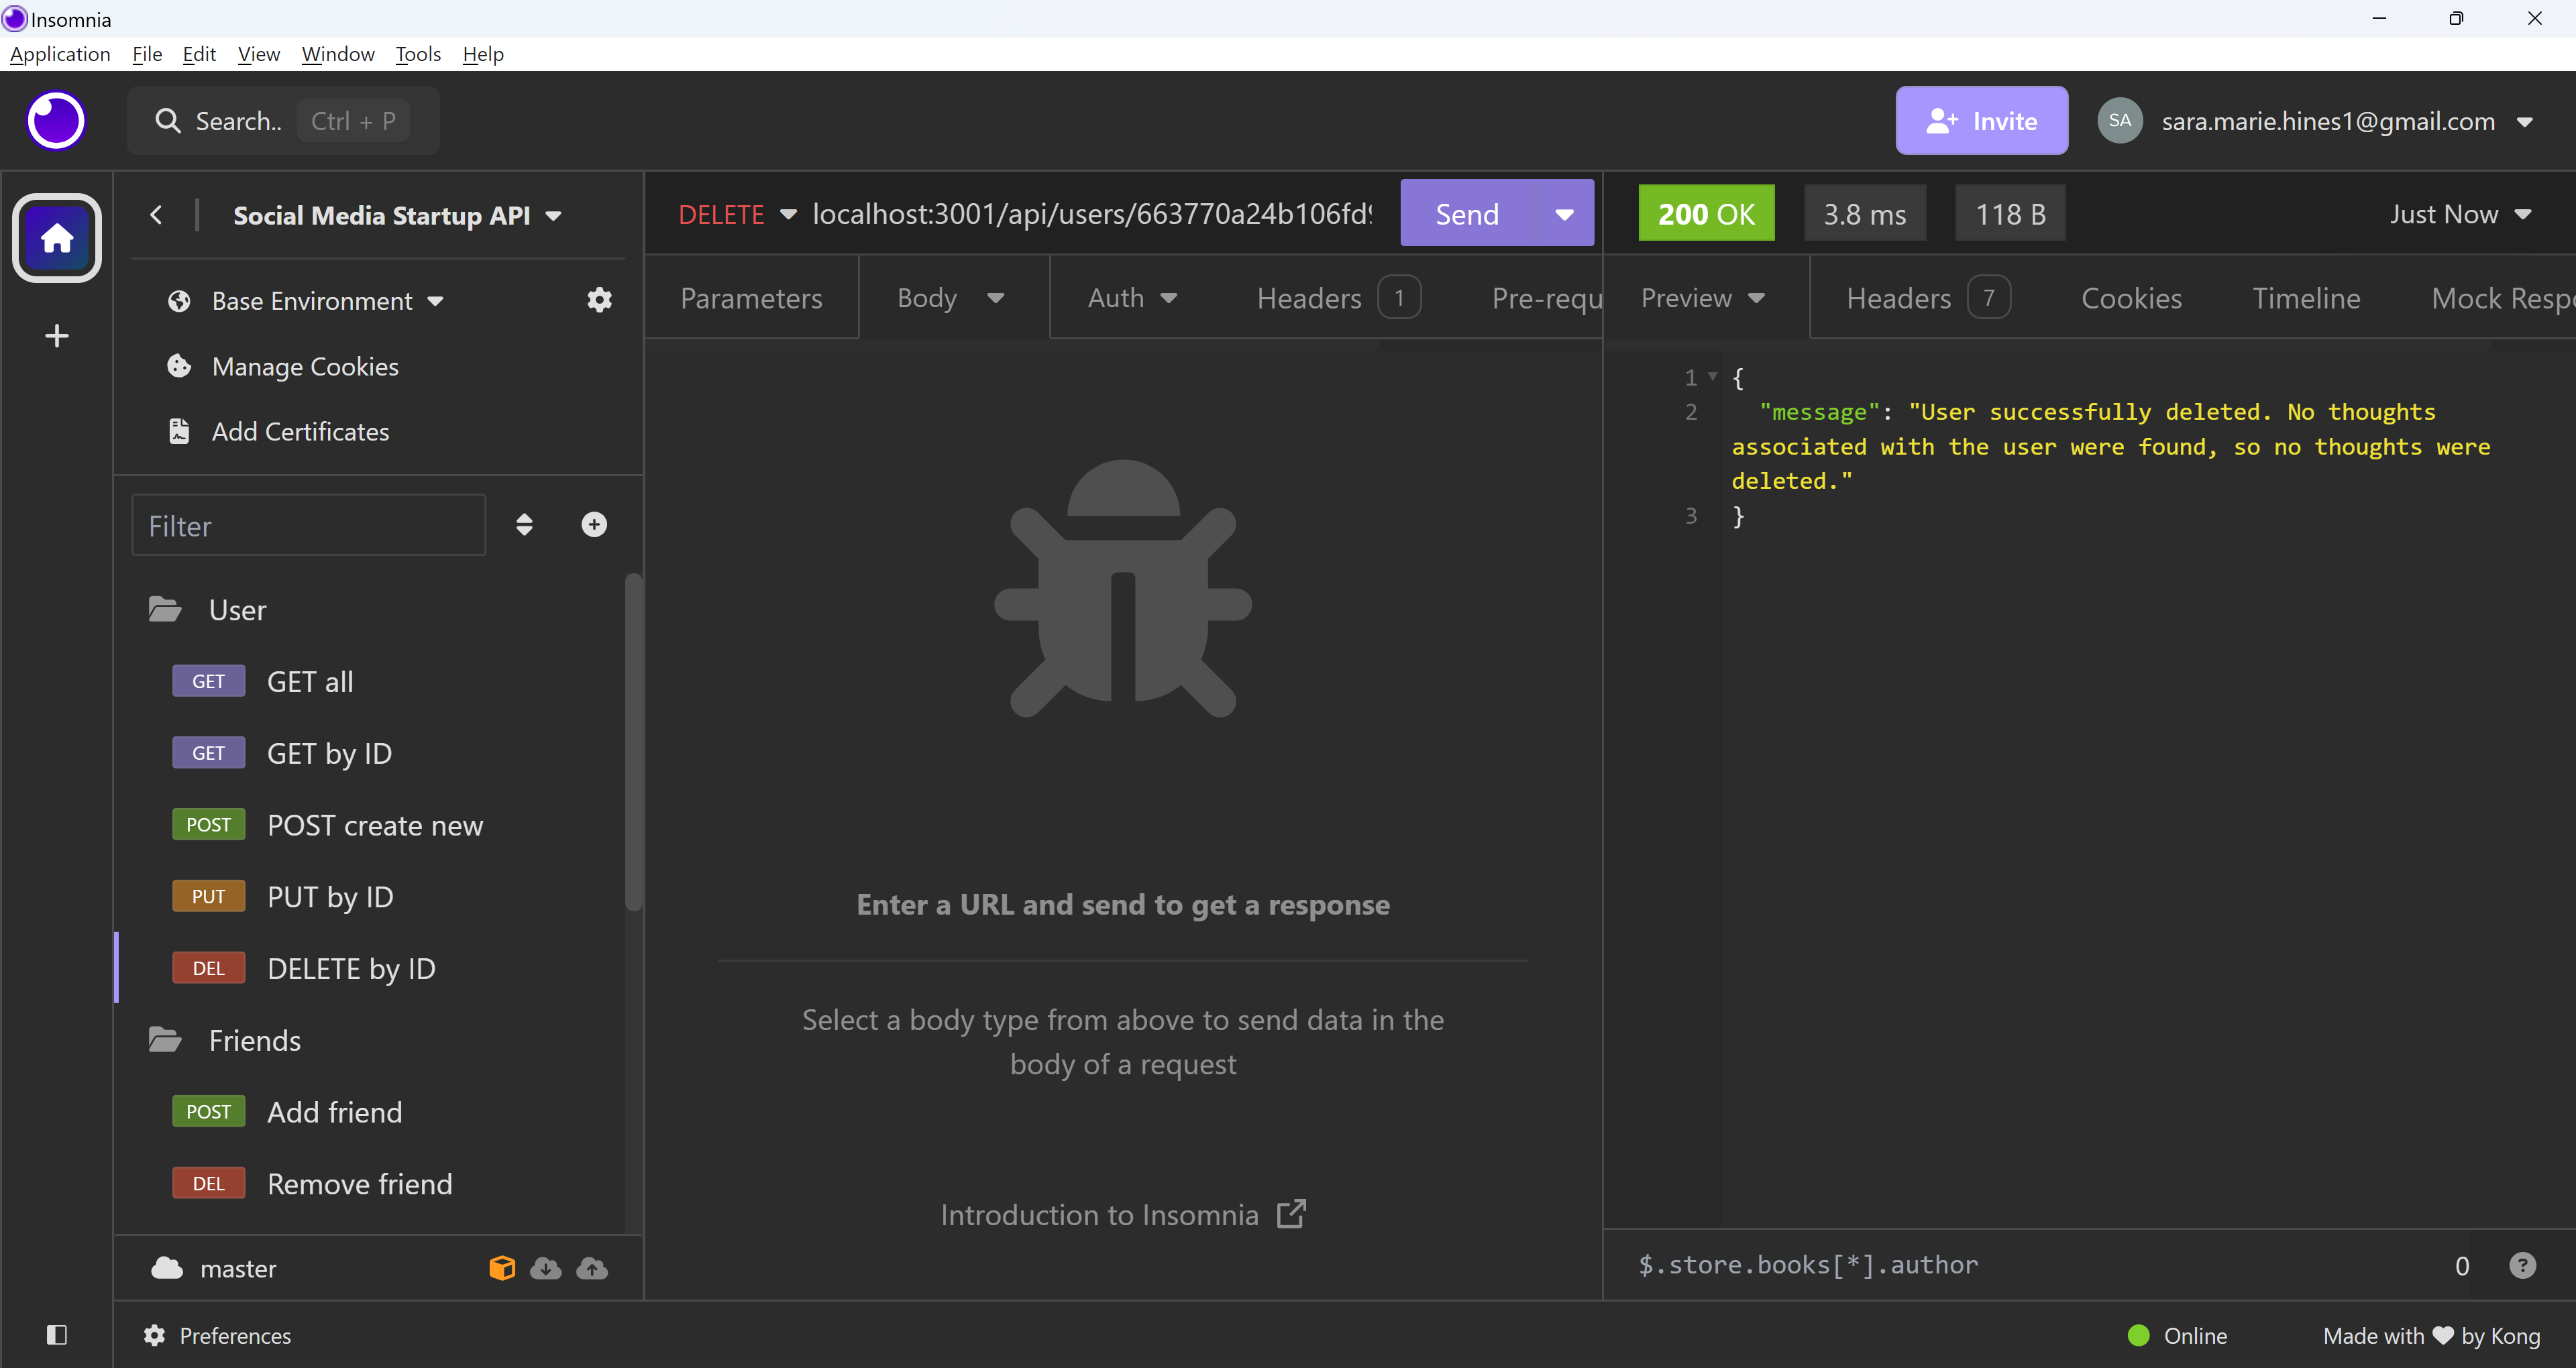 Insomnia
Application File Edit View Window Tools Help
Search.. Ctrl + P
Invite
SA sara.marie.hines1@gmail.com
Social Media Startup API
Base Environment
Manage Cookies
Add Certificates
Filter
User
GET GET all
GET GET by ID
POST POST create new
PUT PUT by ID
DEL DELETE by ID
Friends
POST Add friend
DEL Remove friend
master
DELETE localhost:3001/api/users/663770a24b106fd Send
Parameters Body Auth Headers 1 Pre-requ
Enter a URL and send to get a response
Select a body type from above to send data in the
body of a request
Introduction to Insomnia
200 OK 3.8 ms 118 B Just Now
Preview Headers 7 Cookies Timeline Mock Resp
1 {
2 "message": "User successfully deleted. No thoughts
associated with the user were found, so no thoughts were
deleted."
3 }
$.store.books[*].author 0 ?
Preferences
Online Made with ♥ by Kong